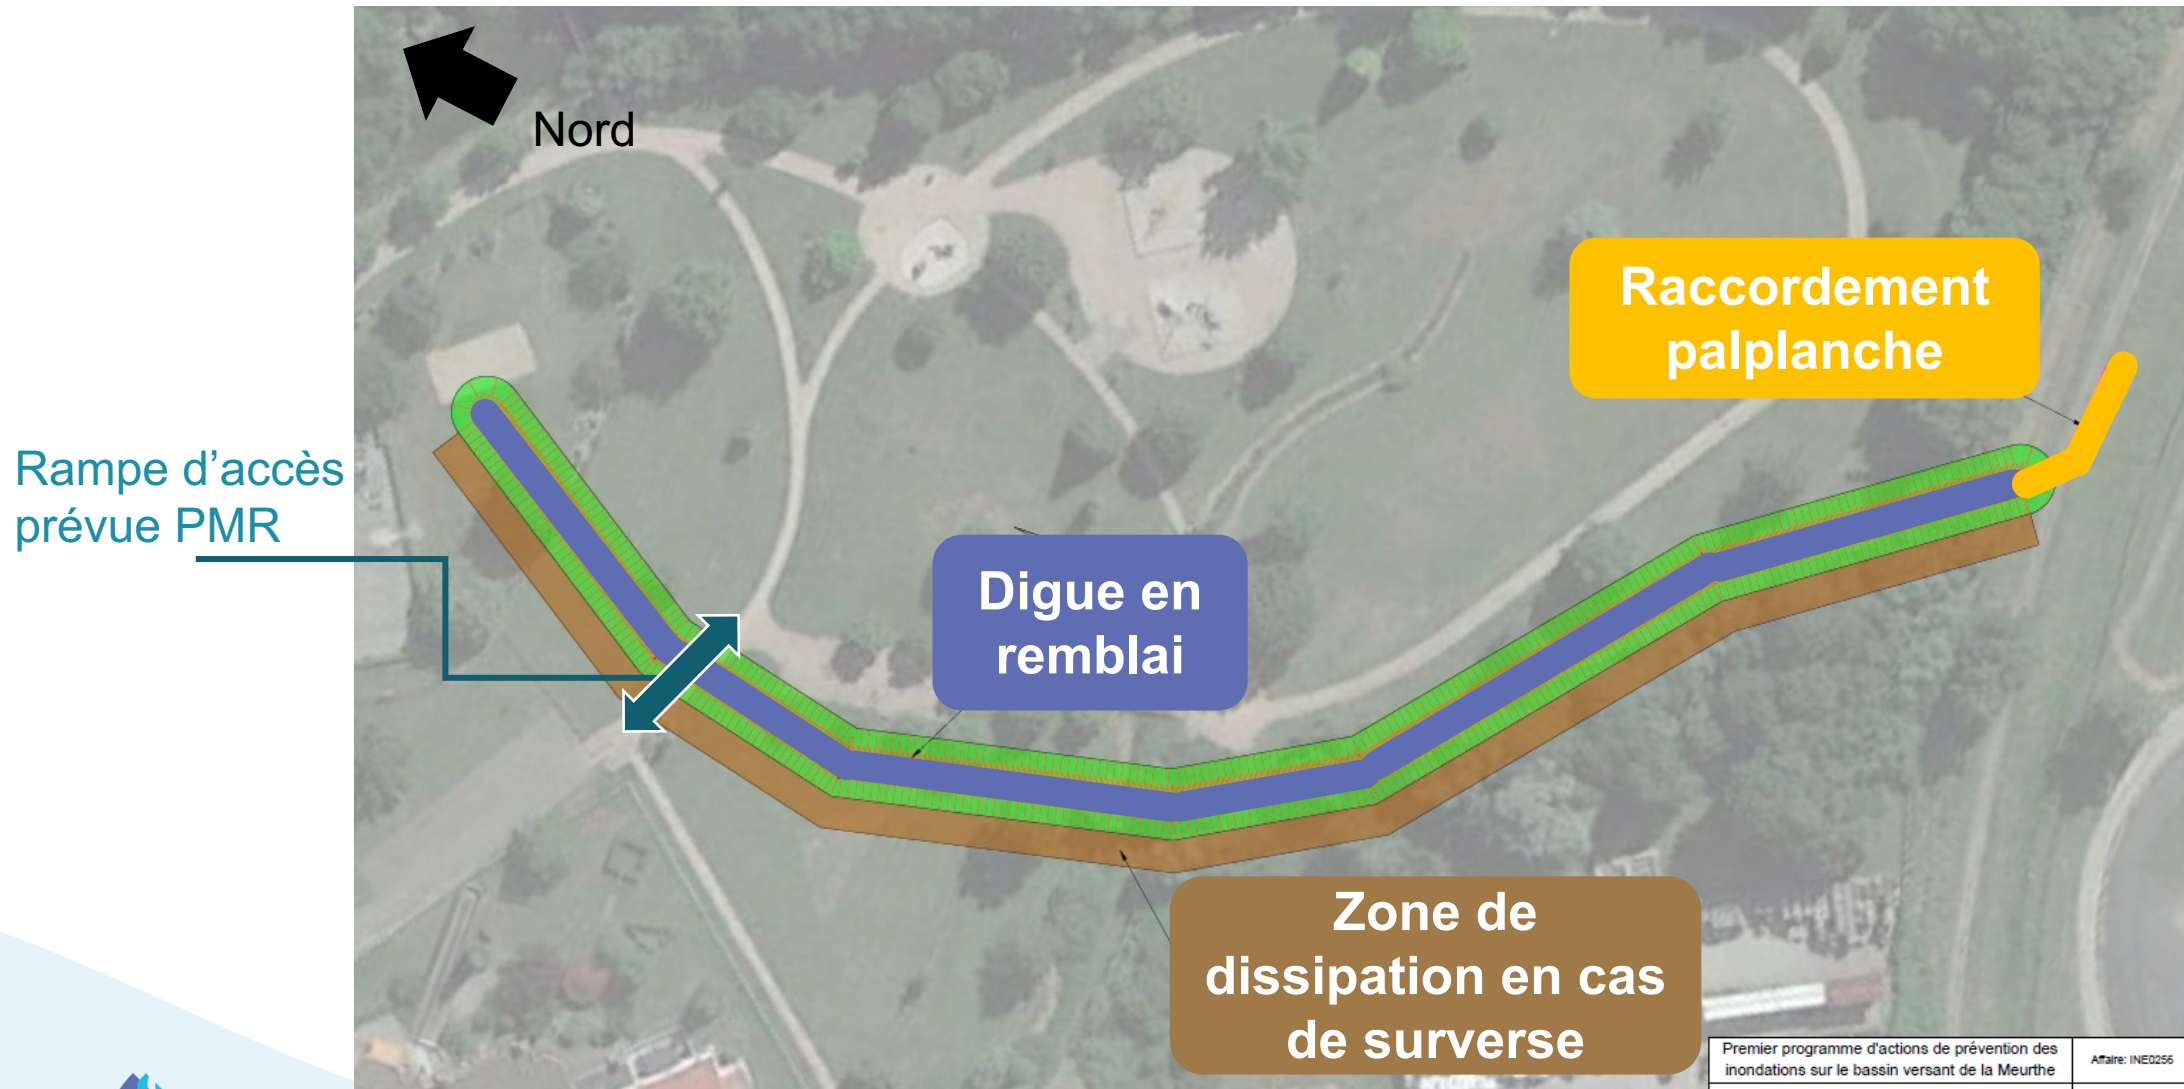 Nord
Raccordement
palplanche
Rampe d’accès
prévue PMR
Digue en
remblai
Zone de
dissipation en cas
de surverse
Premier programme d'actions de prévention des
inondations sur le bassin versant de la Meurthe
Affaire: INE0256